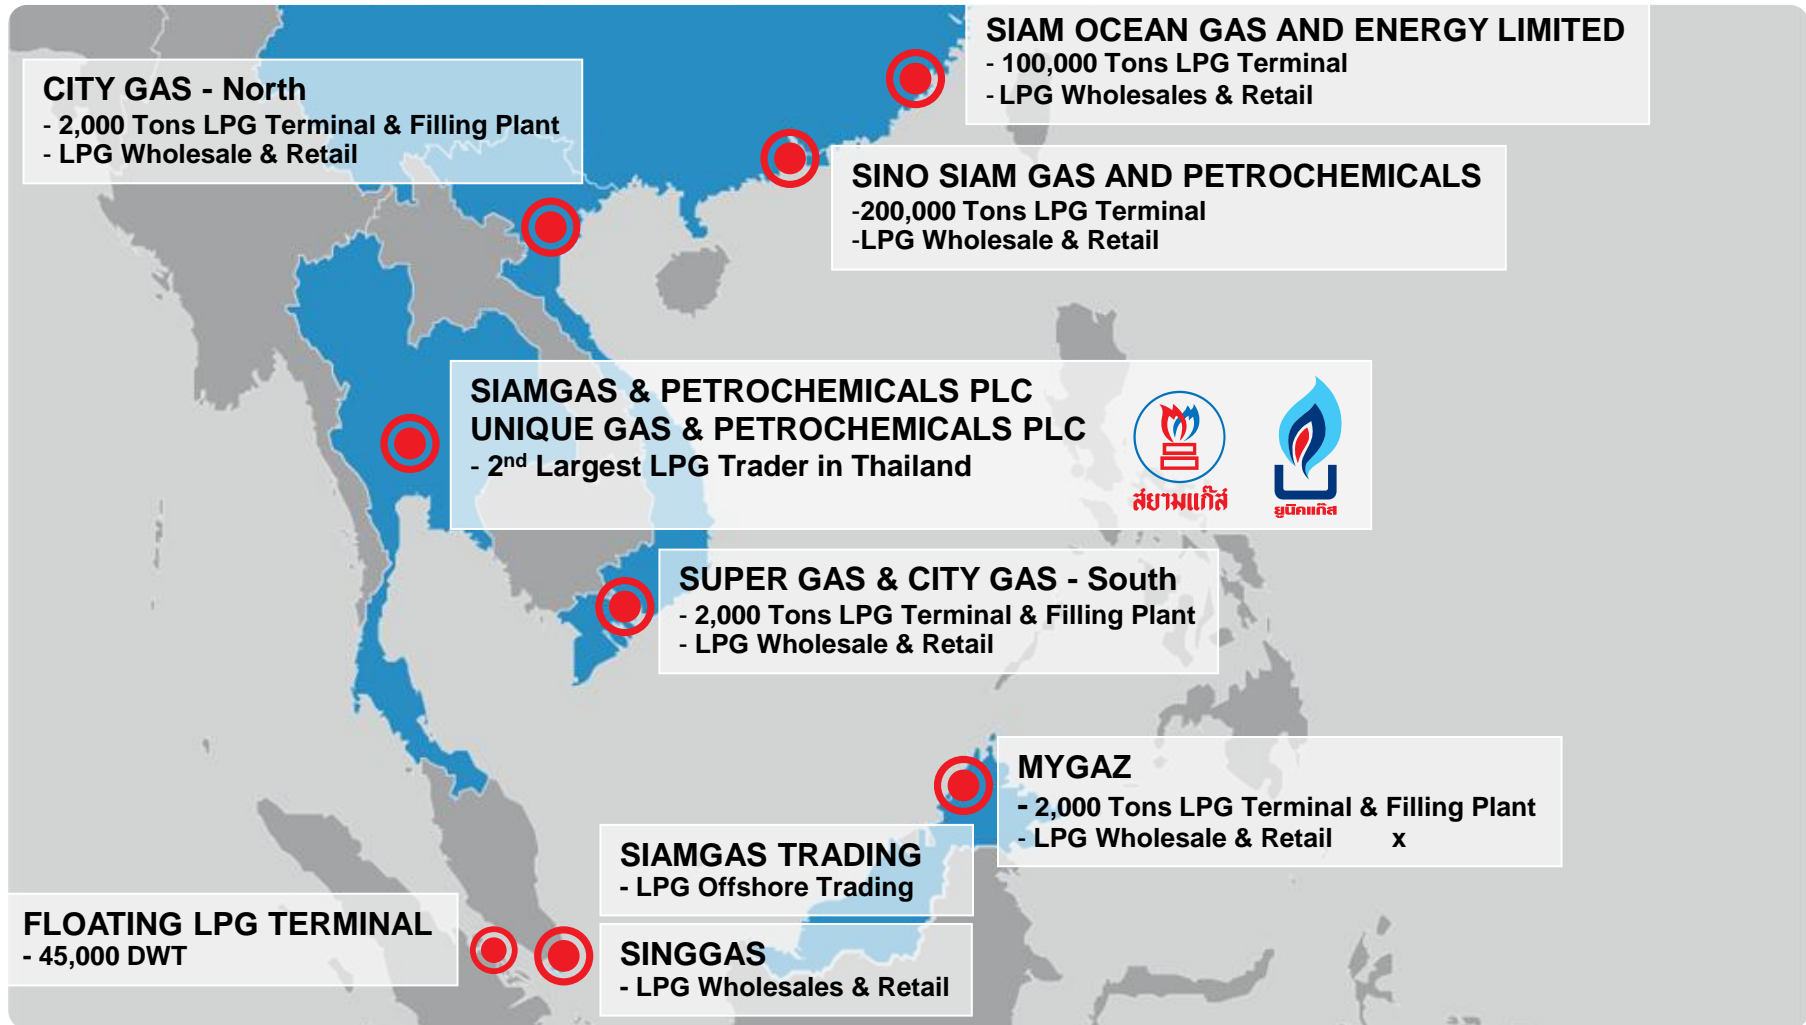 SIAM OCEAN GAS AND ENERGY LIMITED
- 100,000 Tons LPG Terminal
- LPG Wholesales & Retail
CITY GAS - North
- 2,000 Tons LPG Terminal & Filling Plant
- LPG Wholesale & Retail
SINO SIAM GAS AND PETROCHEMICALS
-200,000 Tons LPG Terminal
-LPG Wholesale & Retail
SIAMGAS & PETROCHEMICALS PLC
UNIQUE GAS & PETROCHEMICALS PLC
- 2nd Largest LPG Trader in Thailand
สยามแก๊ส
ยูนิคแก๊ส
SUPER GAS & CITY GAS - South
- 2,000 Tons LPG Terminal & Filling Plant
- LPG Wholesale & Retail
MYGAZ
- 2,000 Tons LPG Terminal & Filling Plant
- LPG Wholesale & Retail x
SIAMGAS TRADING
- LPG Offshore Trading
FLOATING LPG TERMINAL
- 45,000 DWT
SINGGAS
- LPG Wholesales & Retail